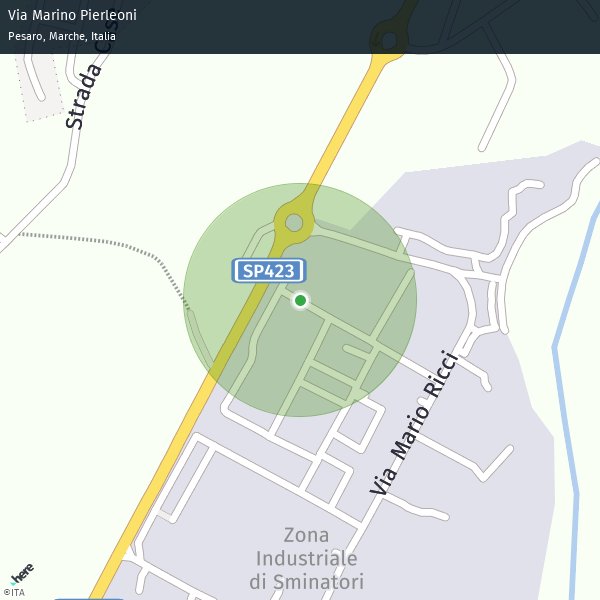 Via Marino Pierleoni
Pesaro, Marche, Italia
Strada
SP423
Via Mario Ricci
Zona
Industriale
di Sminatori
here
©ITA